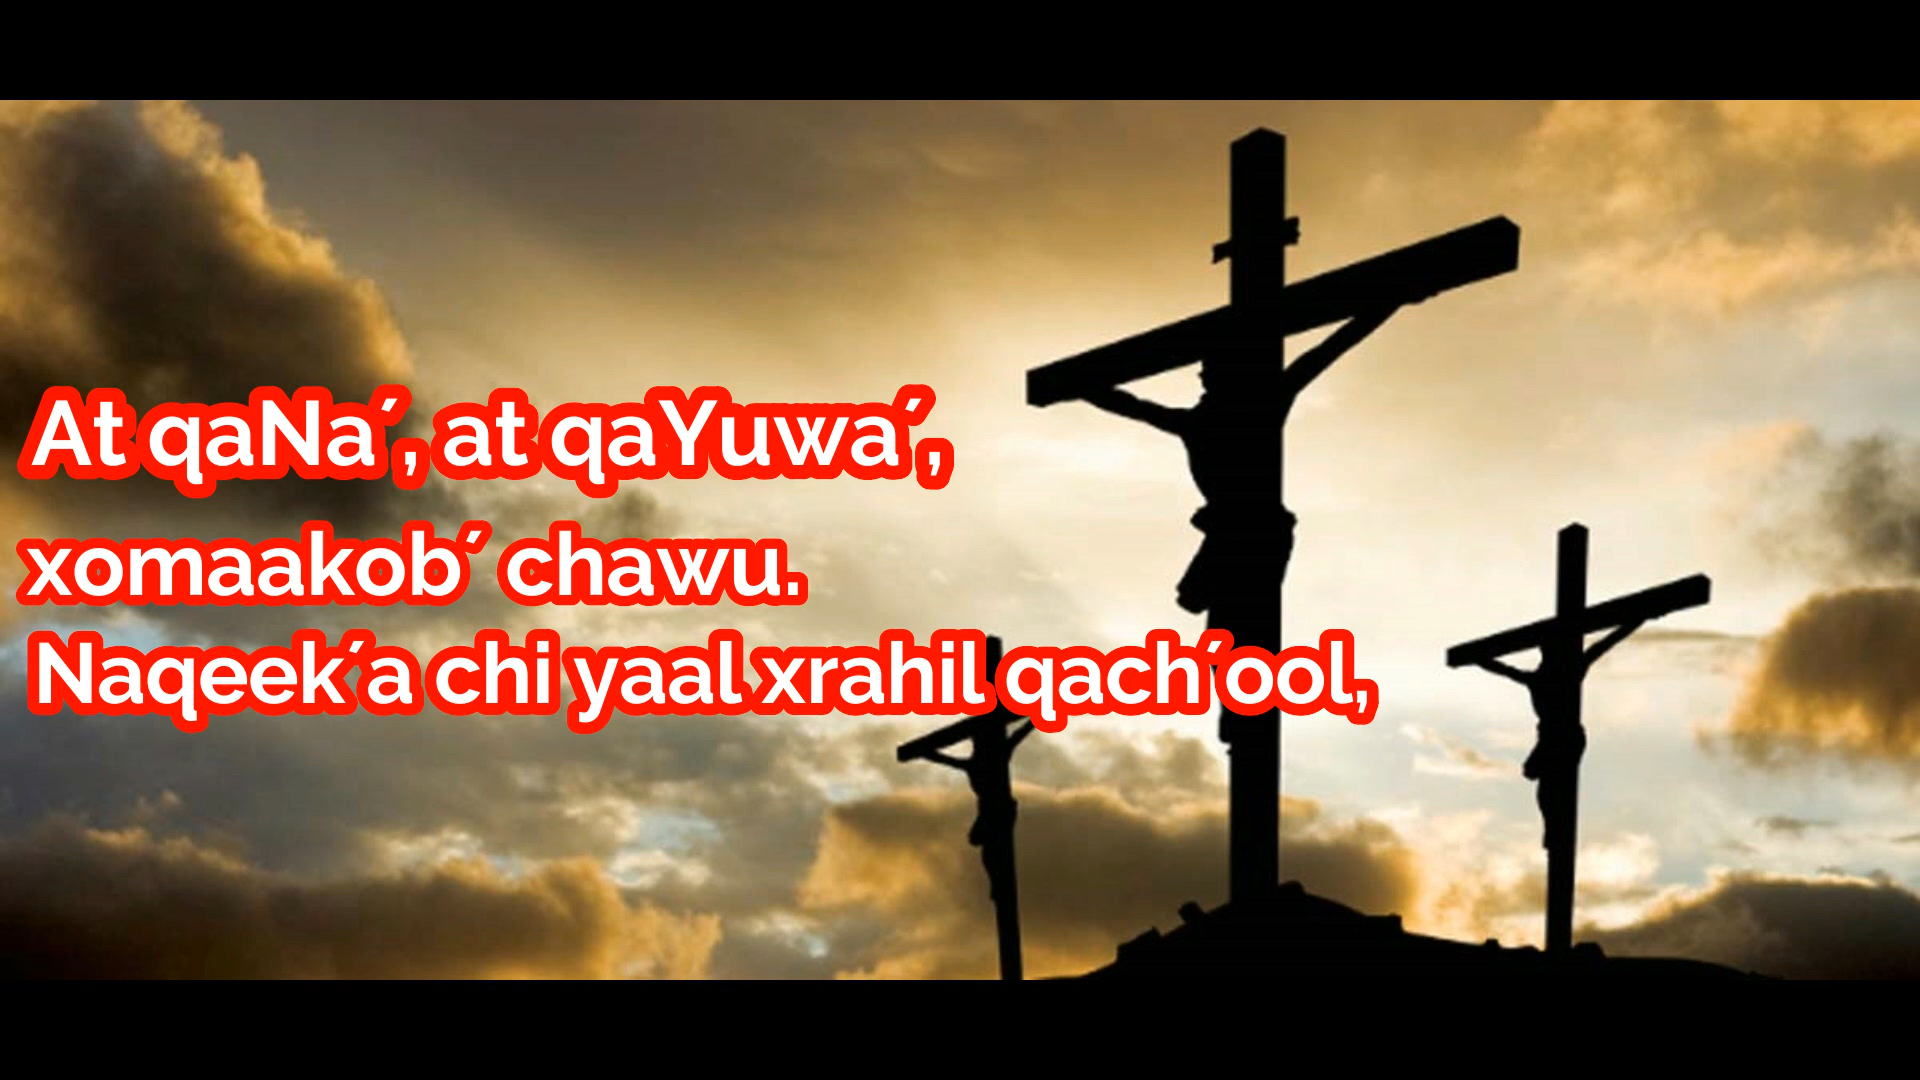 At qaNa´, at qaYuwa´,
xomaakob´ chawu.
Naqeek´a chi yaal xrahil qach´ool,